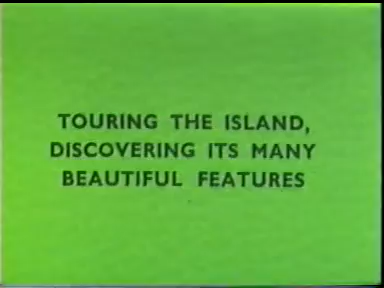 TOURING THE ISLAND,
DISCOVERING ITS MANY
BEAUTIFUL FEATURES